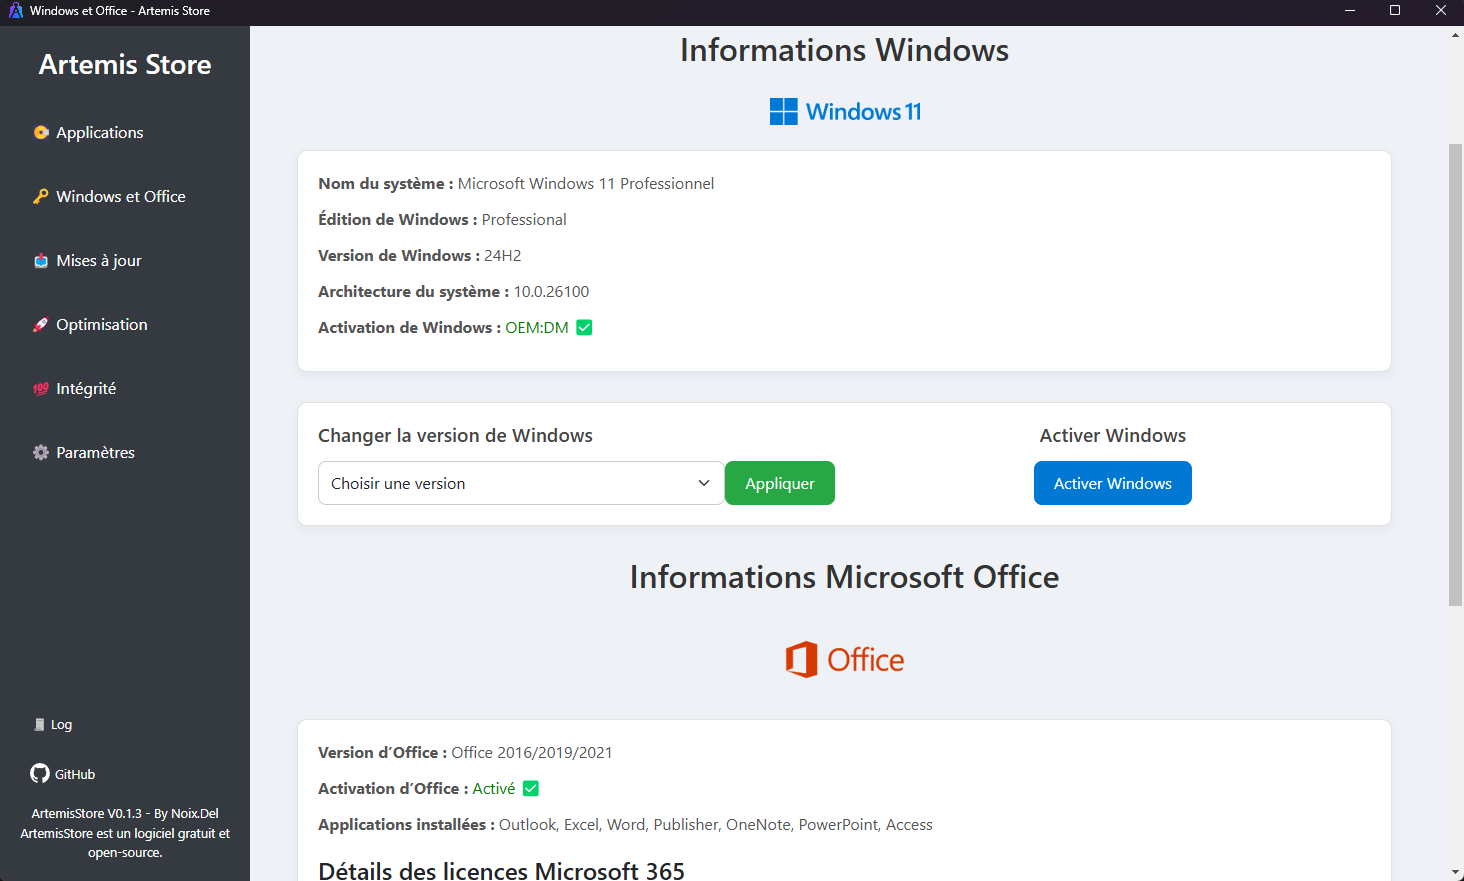 Windows et Office - Artemis Store
Artemis Store
Applications
Windows et Office
Mises à jour
Optimisation
Intégrité
Paramètres
Log
GitHub
ArtemisStore V0.1.3 - By Noix.Del
ArtemisStore est un logiciel gratuit et
open-source.
Informations Windows
Windows 11
Nom du système : Microsoft Windows 11 Professionnel
Édition de Windows : Professional
Version de Windows : 24H2
Architecture du système : 10.0.26100
Activation de Windows : OEM:DM ✅
Changer la version de Windows
Activer Windows
Choisir une version
Appliquer
Activer Windows
Informations Microsoft Office
Office
Version d’Office : Office 2016/2019/2021
Activation d’Office : Activé ✅
Applications installées : Outlook, Excel, Word, Publisher, OneNote, PowerPoint, Access
Détails des licences Microsoft 365